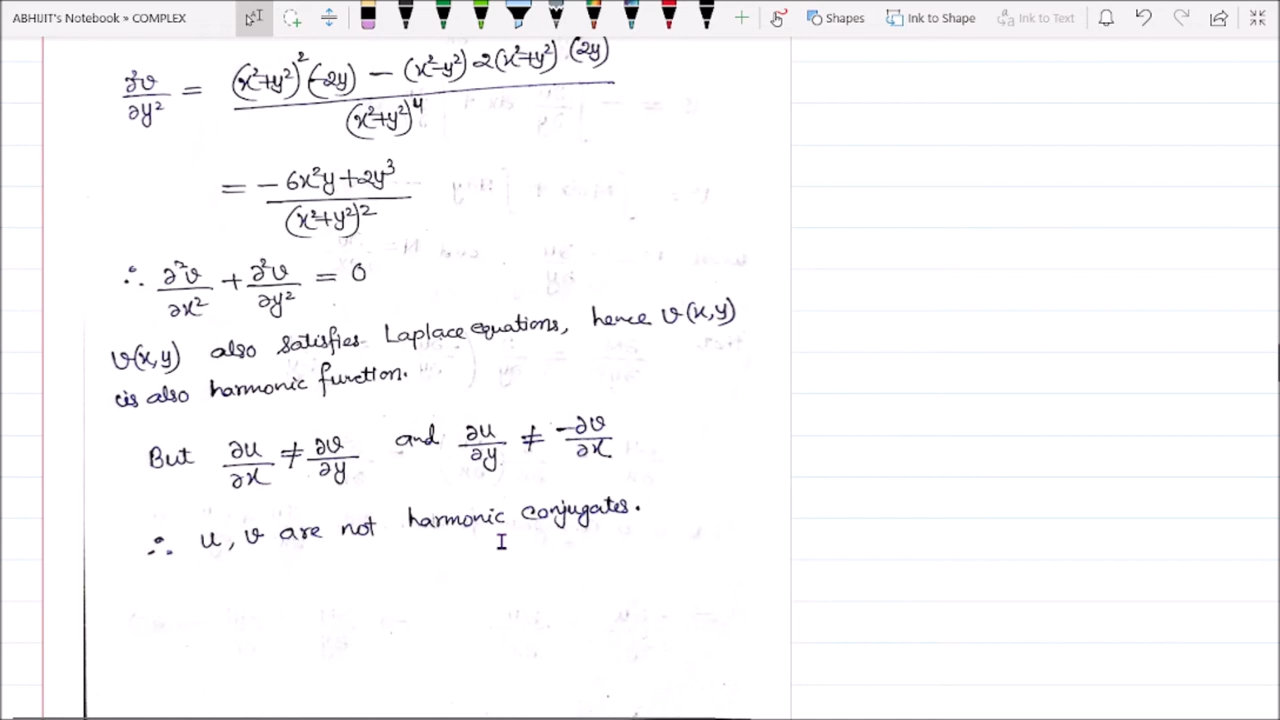 ABHIJIT's Notebook » COMPLEX
Shapes
Ink to Shape
Ink to Text
∂²v/∂y² = ((x²+y²)²(-2y) - (x²-y²) 2(x²+y²) (2y))/(x²+y²)⁴
= (-6x²y+2y³)/(x²+y²)²
∴ ∂²v/∂x² + ∂²v/∂y² = 0
v(x,y) also satisfies Laplace equations, hence v(x,y)
is also harmonic function.
But ∂u/∂x ≠ ∂v/∂y and ∂u/∂y ≠ -∂v/∂x
∴ u, v are not harmonic conjugates.